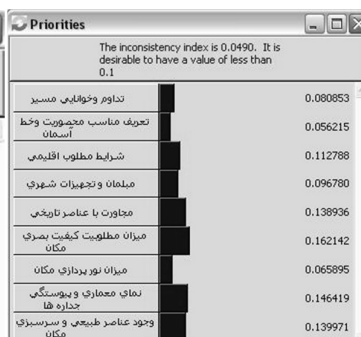 Priorities
The inconsistency index is 0.0490. It is
desirable to have a value of less than
0.1
تداوم وخوانايي مسير 0.080853
تعريف مناسب محصوريت وخط
آسمان 0.056215
شرايط مطلوب اقليمي 0.112788
مبلمان وتجهيزات شهري 0.096780
مجاورت با عناصر تاريخي 0.138936
ميزان مطلوبيت كيفيت بصري
مكان 0.162142
ميزان نور پردازي مكان 0.065895
نماي معماري و پيوستگي
جداره ها 0.146419
وجود عناصر طبيعي و سرسبزي
مكان 0.139971